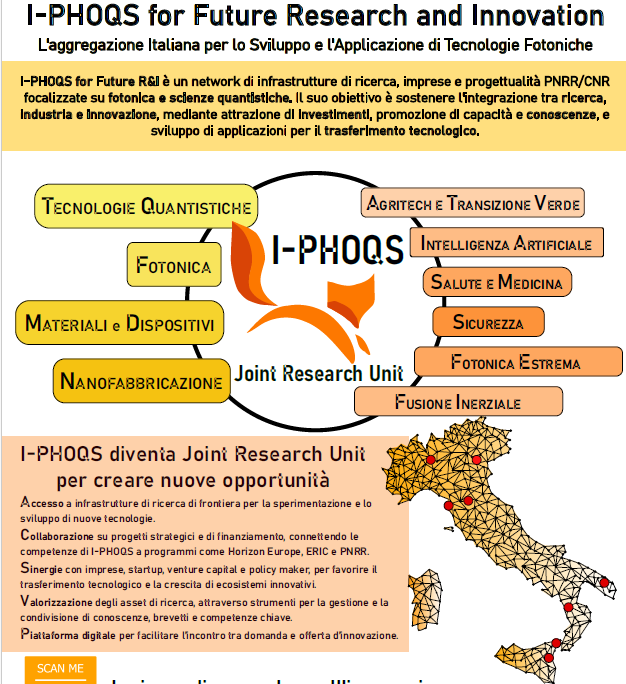 I-PHOQS for Future Research and Innovation
L'aggregazione Italiana per lo Sviluppo e l'Applicazione di Tecnologie Fotoniche
I-PHOQS for Future R&I è un network di infrastrutture di ricerca, imprese e progettualità PNRR/CNR
focalizzate su fotonica e scienze quantistiche. Il suo obiettivo è sostenere l'integrazione tra ricerca,
industria e innovazione, mediante attrazione di investimenti, promozione di capacità e conoscenze, e
sviluppo di applicazioni per il trasferimento tecnologico.
TECNOLOGIE QUANTISTICHE
FOTONICA
MATERIALI e DISPOSITIVI
NANOFABBRICAZIONE
I-PHOQS
Joint Research Unit
AGRITECH E TRANSIZIONE VERDE
INTELLIGENZA ARTIFICIALE
SALUTE E MEDICINA
SICUREZZA
FOTONICA ESTREMA
FUSIONE INERZIALE
I-PHOQS diventa Joint Research Unit
per creare nuove opportunità
Accesso a infrastrutture di ricerca di frontiera per la sperimentazione e lo
sviluppo di nuove tecnologie.
Collaborazione su progetti strategici e di finanziamento, connettendo le
competenze di I-PHOQS a programmi come Horizon Europe, ERIC e PNRR.
Sinergie con imprese, startup, venture capital e policy maker, per favorire il
trasferimento tecnologico e la crescita di ecosistemi innovativi.
Valorizzazione degli asset di ricerca, attraverso strumenti per la gestione e la
condivisione di conoscenze, brevetti e competenze chiave.
Piattaforma digitale per facilitare l'incontro tra domanda e offerta d'innovazione.
SCAN ME